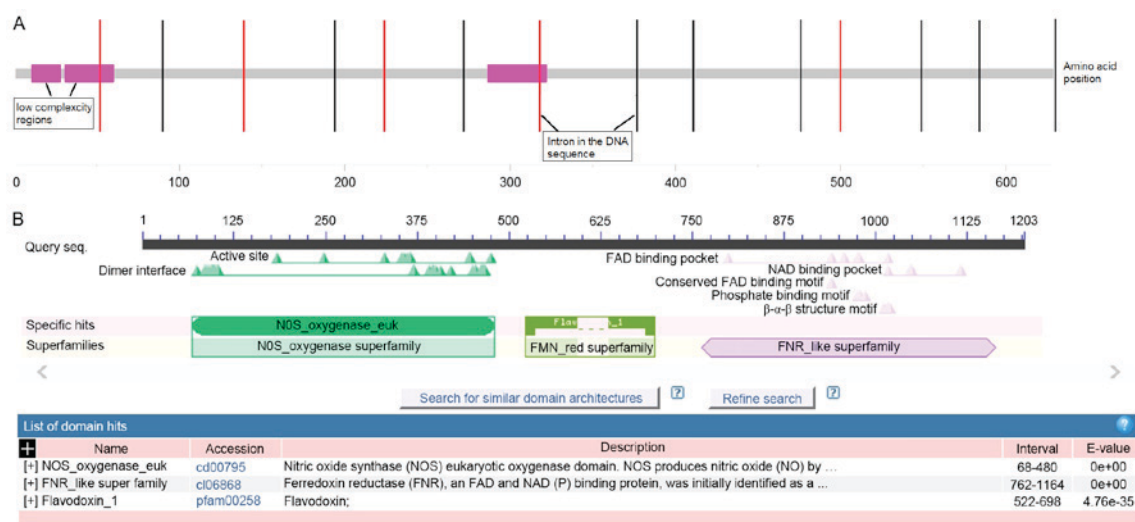 A
Amino acid
position
low complexcity
regions
Intron in the DNA
sequence
0 100 200 300 400 500 600
B
1 125 250 375 500 625 750 875 1000 1125 1203
Query seq.
Active site
FAD binding pocket
Dimer interface
NAD binding pocket
Conserved FAD binding motif
Phosphate binding motif
β-α-β structure motif
Specific hits N0S_oxygenase_euk
Superfamilies N0S_oxygenase superfamily FMN_red superfamily FNR_like superfamily
< >
Search for similar domain architectures ? Refine search ?
List of domain hits ?
+ Name Accession Description Interval E-value
[+] NOS_oxygenase_euk cd00795 Nitric oxide synthase (NOS) eukaryotic oxygenase domain. NOS produces nitric oxide (NO) by ... 68-480 0e+00
[+] FNR_like super family cl06868 Ferredoxin reductase (FNR), an FAD and NAD (P) binding protein, was initially identified as a ... 762-1164 0e+00
[+] Flavodoxin_1 pfam00258 Flavodoxin; 522-698 4.76e-35